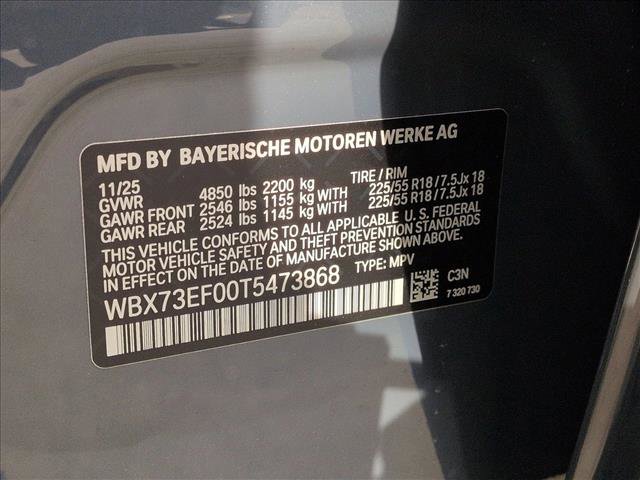 MFD BY BAYERISCHE MOTOREN WERKE AG
11/25 TIRE / RIM
GVWR 4850 lbs 2200 kg
GAWR FRONT 2546 lbs 1155 kg WITH 225/55 R18 / 7.5Jx 18
GAWR REAR 2524 lbs 1145 kg WITH 225/55 R18 / 7.5Jx 18
THIS VEHICLE CONFORMS TO ALL APPLICABLE U. S. FEDERAL
MOTOR VEHICLE SAFETY AND THEFT PREVENTION STANDARDS
IN EFFECT ON THE DATE OF MANUFACTURE SHOWN ABOVE.
WBX73EF00T5473868 TYPE: MPV
C3N
7 320 730